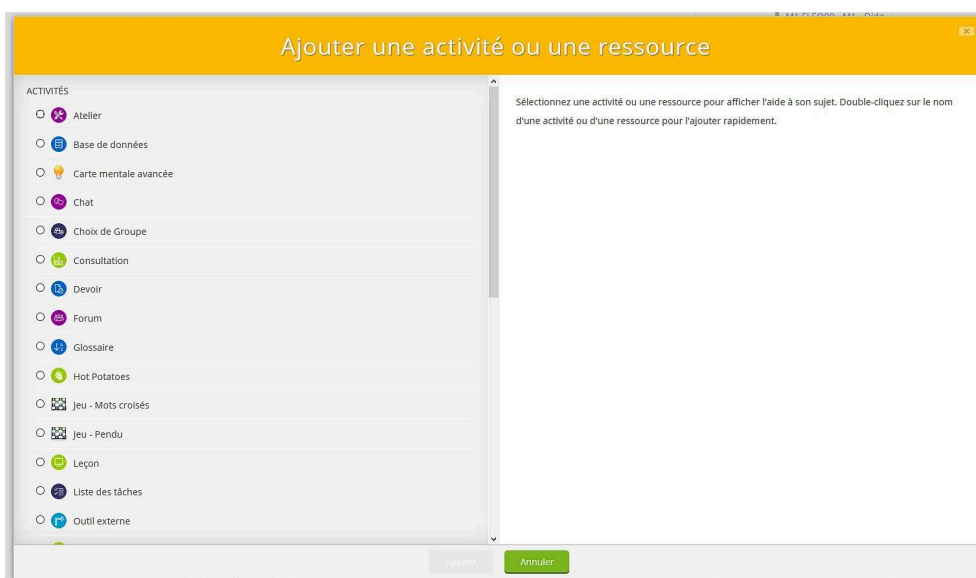 Ajouter une activité ou une ressource
ACTIVITÉS
Atelier
Base de données
Carte mentale avancée
Chat
Choix de Groupe
Consultation
Devoir
Forum
Glossaire
Hot Potatoes
Jeu - Mots croisés
Jeu - Pendu
Leçon
Liste des tâches
Outil externe
Sélectionnez une activité ou une ressource pour afficher l'aide à son sujet. Double-cliquez sur le nom
d'une activité ou d'une ressource pour l'ajouter rapidement.
Ajouter
Annuler